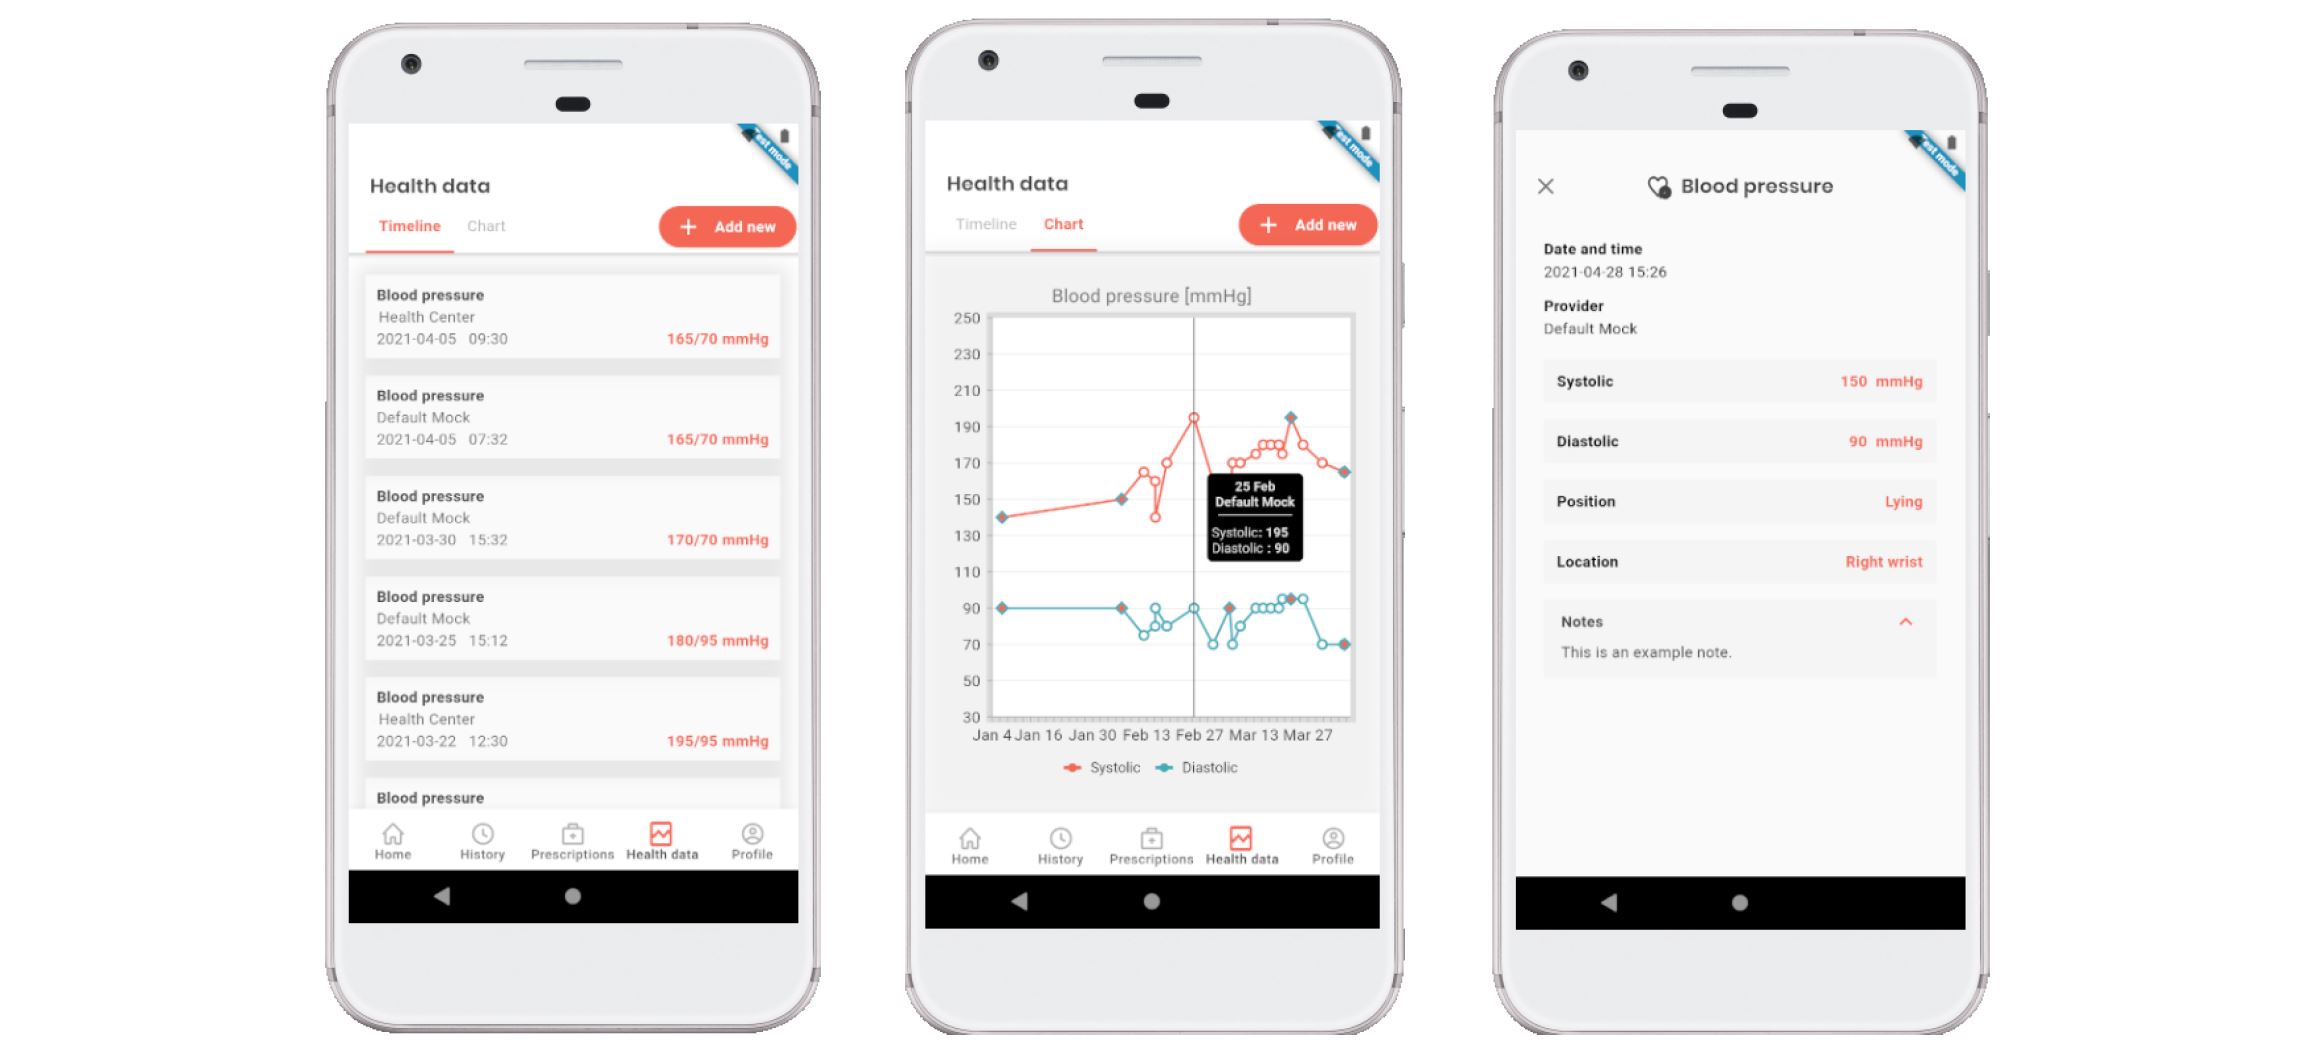 Test mode
Health data
Timeline Chart + Add new
Blood pressure
Health Center
2021-04-05 09:30 165/70 mmHg
Blood pressure
Default Mock
2021-04-05 07:32 165/70 mmHg
Blood pressure
Default Mock
2021-03-30 15:32 170/70 mmHg
Blood pressure
Default Mock
2021-03-25 15:12 180/95 mmHg
Blood pressure
Health Center
2021-03-22 12:30 195/95 mmHg
Blood pressure
Home History Prescriptions Health data Profile
Test mode
Health data
Timeline Chart + Add new
Blood pressure [mmHg]
250
230
210
190
170
150
130
110
90
70
50
30
25 Feb
Default Mock
Systolic: 195
Diastolic : 90
Jan 4 Jan 16 Jan 30 Feb 13 Feb 27 Mar 13 Mar 27
Systolic Diastolic
Home History Prescriptions Health data Profile
Test mode
Blood pressure
Date and time
2021-04-28 15:26
Provider
Default Mock
Systolic 150 mmHg
Diastolic 90 mmHg
Position Lying
Location Right wrist
Notes
This is an example note.